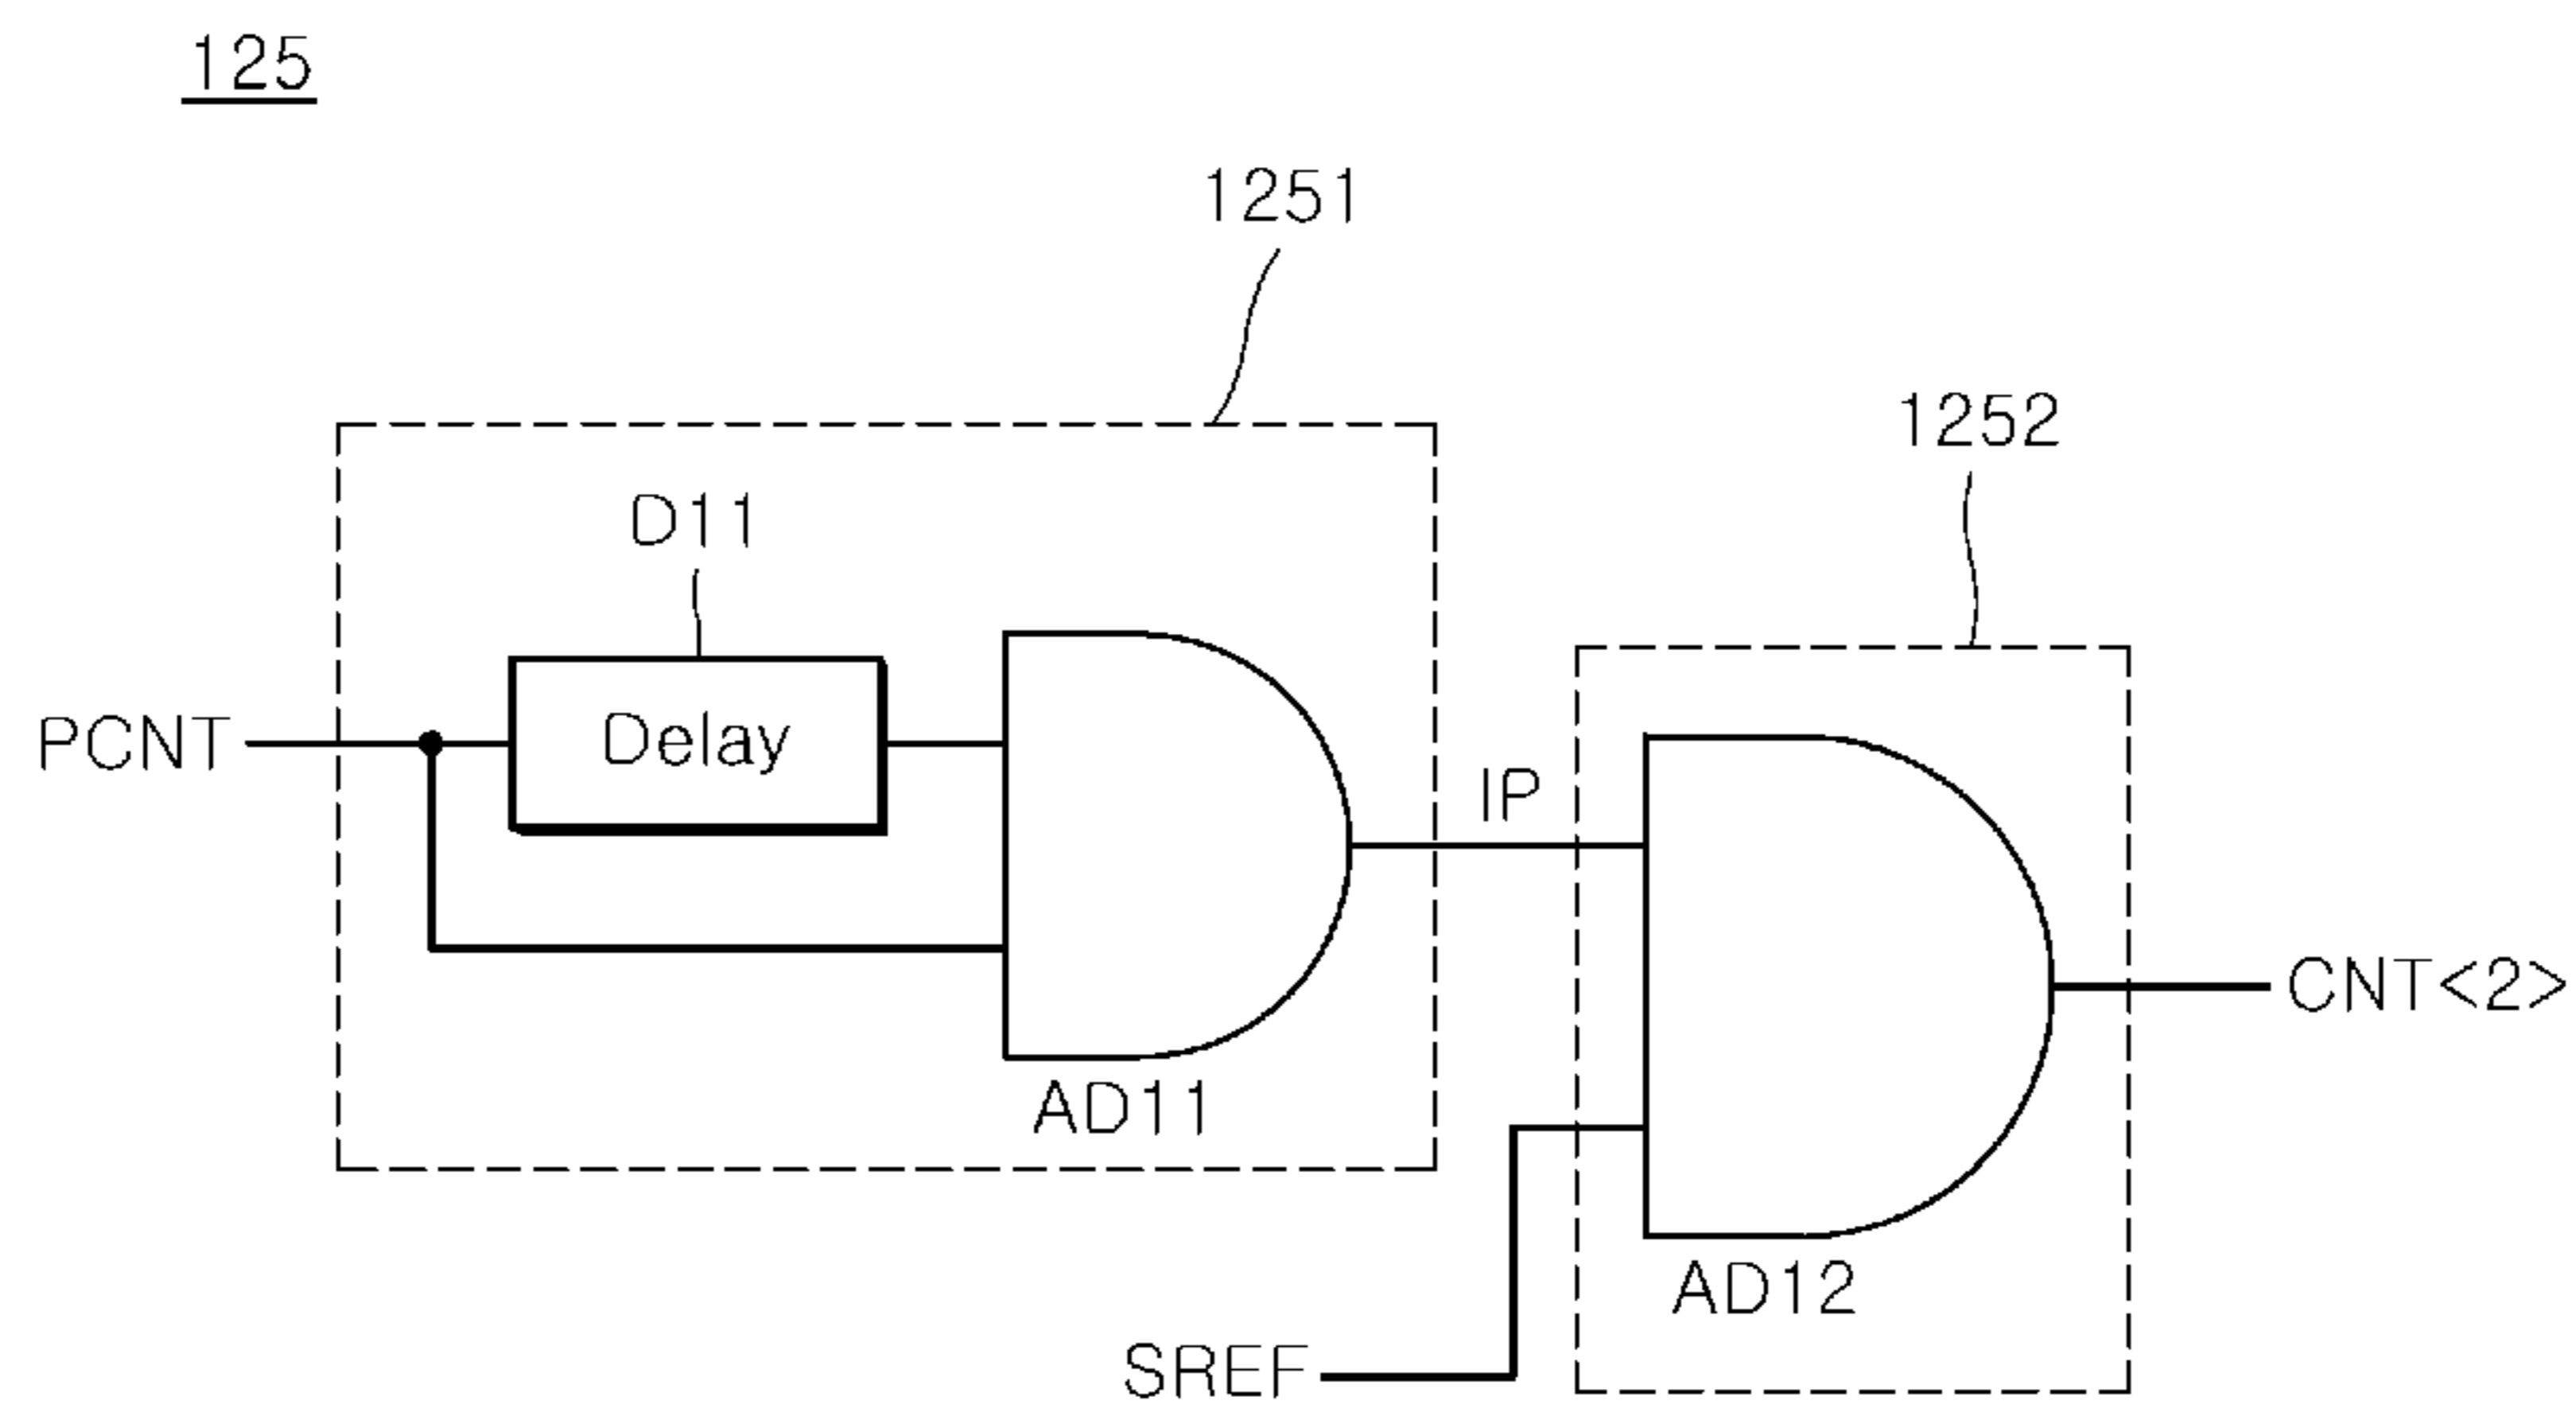 125
1251
1252
D11
Delay
PCNT
IP
CNT<2>
AD11
AD12
SREF